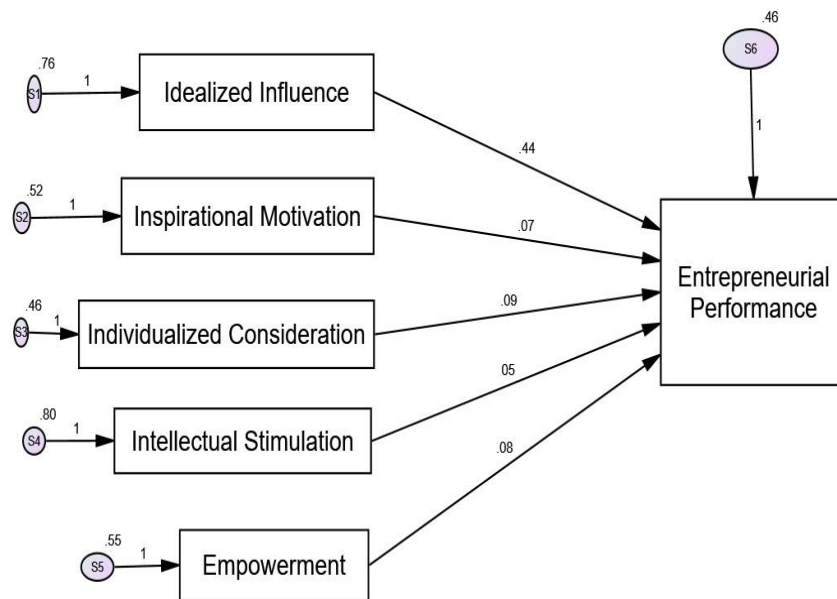 .76
S1
1
Idealized Influence
.44
.46
S6
1
.52
S2
1
Inspirational Motivation
.07
Entrepreneurial
Performance
.46
S3
1
Individualized Consideration
.09
.80
S4
1
Intellectual Stimulation
05
.55
S5
1
Empowerment
.08